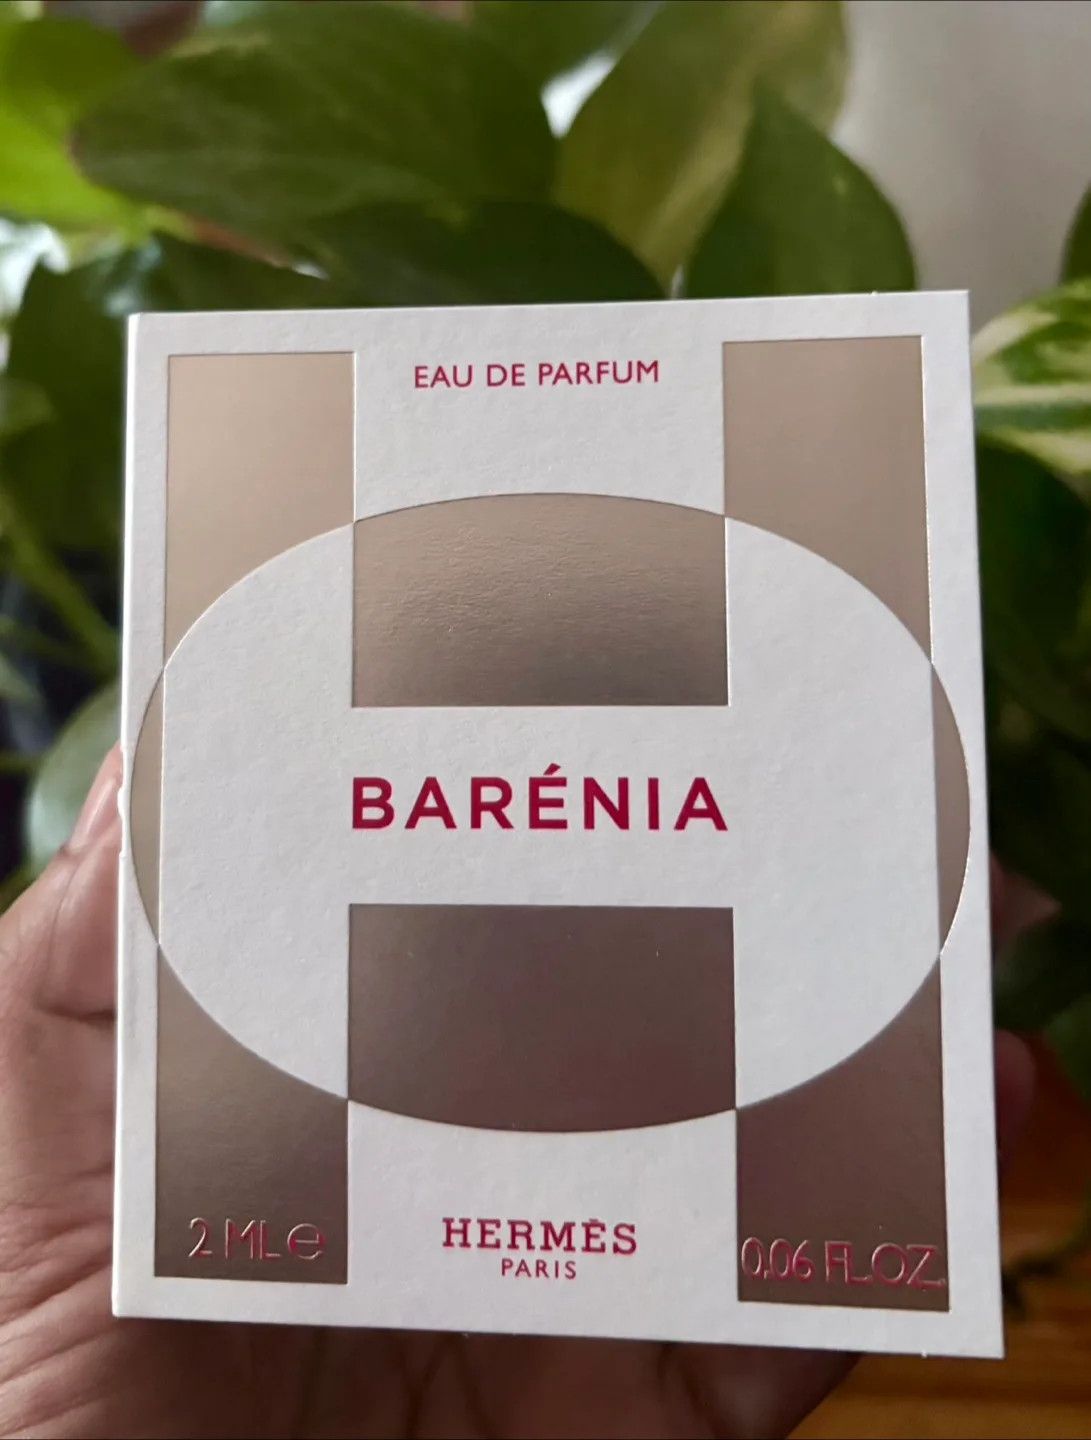 EAU DE PARFUM
BARÉNIA
2 ML ℮
HERMÈS
PARIS
0,06 FL.OZ.